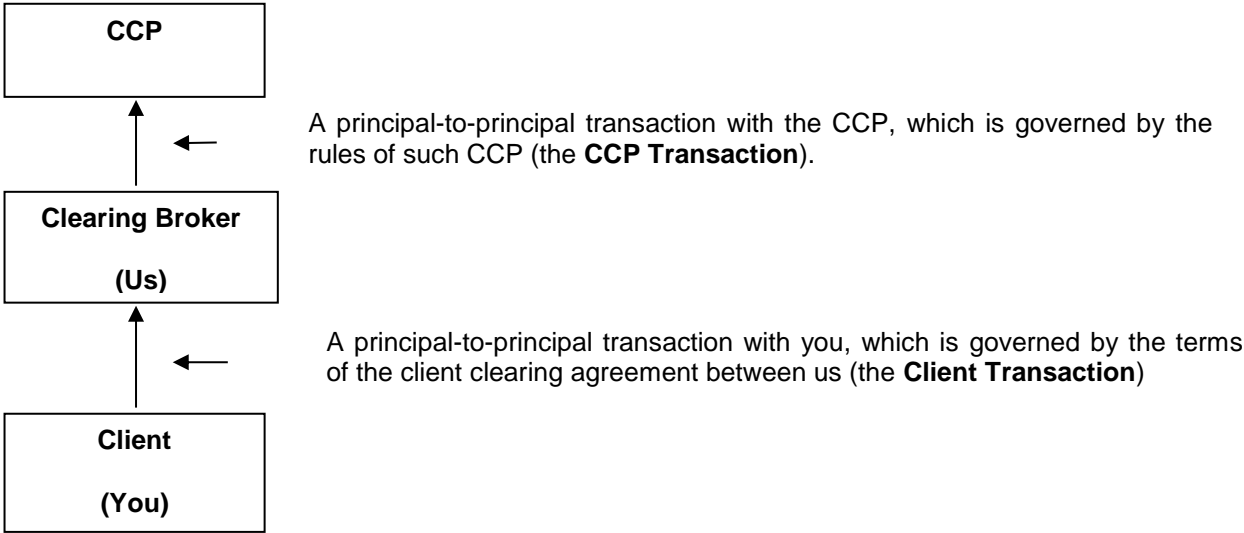 CCP
A principal-to-principal transaction with the CCP, which is governed by the
rules of such CCP (the CCP Transaction).
Clearing Broker
(Us)
A principal-to-principal transaction with you, which is governed by the terms
of the client clearing agreement between us (the Client Transaction)
Client
(You)